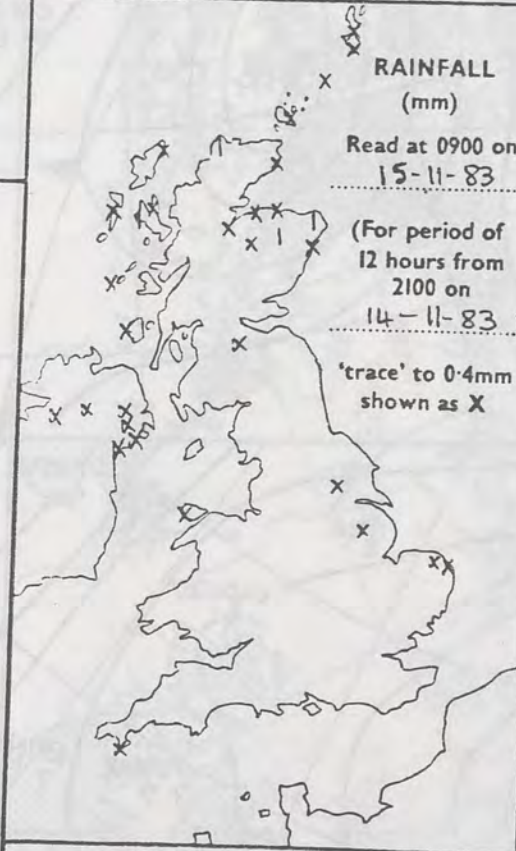 RAINFALL
(mm)
Read at 0900 on
15-11-83
(For period of
12 hours from
2100 on
14-11-83
'trace' to 0·4mm
shown as X